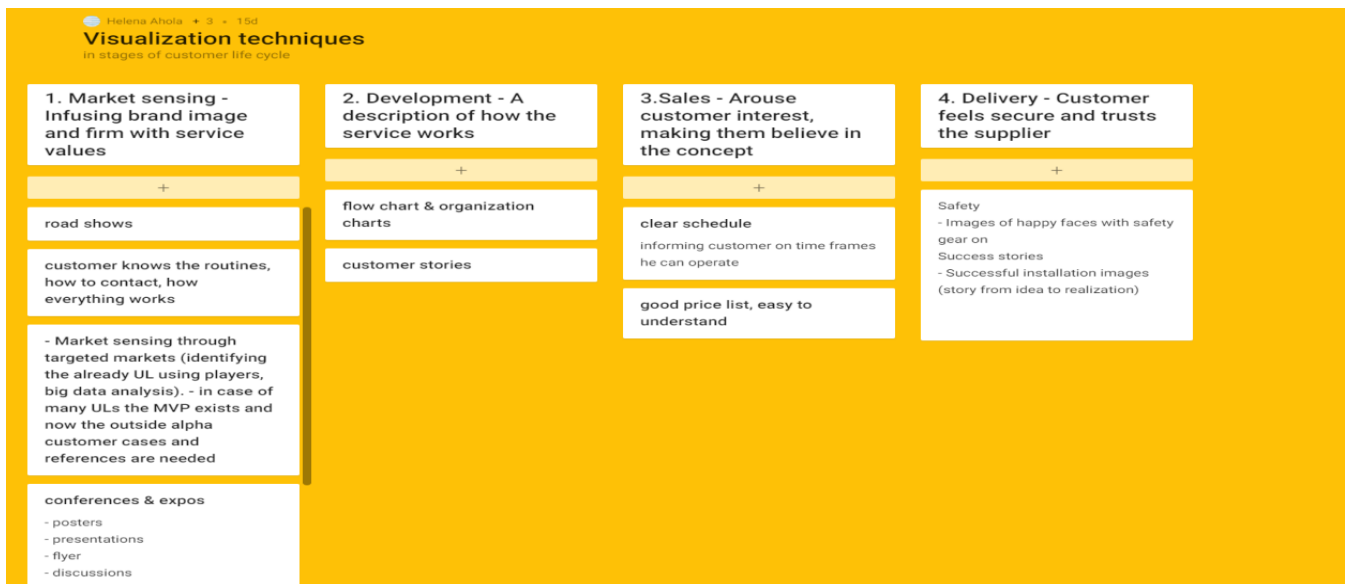 Helena Ahola + 3 • 15d
Visualization techniques
in stages of customer life cycle
1. Market sensing -
Infusing brand image
and firm with service
values
+
road shows
customer knows the routines,
how to contact, how
everything works
- Market sensing through
targeted markets (identifying
the already UL using players,
big data analysis). - in case of
many ULs the MVP exists and
now the outside alpha
customer cases and
references are needed
conferences & expos
- posters
- presentations
- flyer
- discussions
2. Development - A
description of how the
service works
+
flow chart & organization
charts
customer stories
3.Sales - Arouse
customer interest,
making them believe in
the concept
+
clear schedule
informing customer on time frames
he can operate
good price list, easy to
understand
4. Delivery - Customer
feels secure and trusts
the supplier
+
Safety
- Images of happy faces with safety
gear on
Success stories
- Successful installation images
(story from idea to realization)